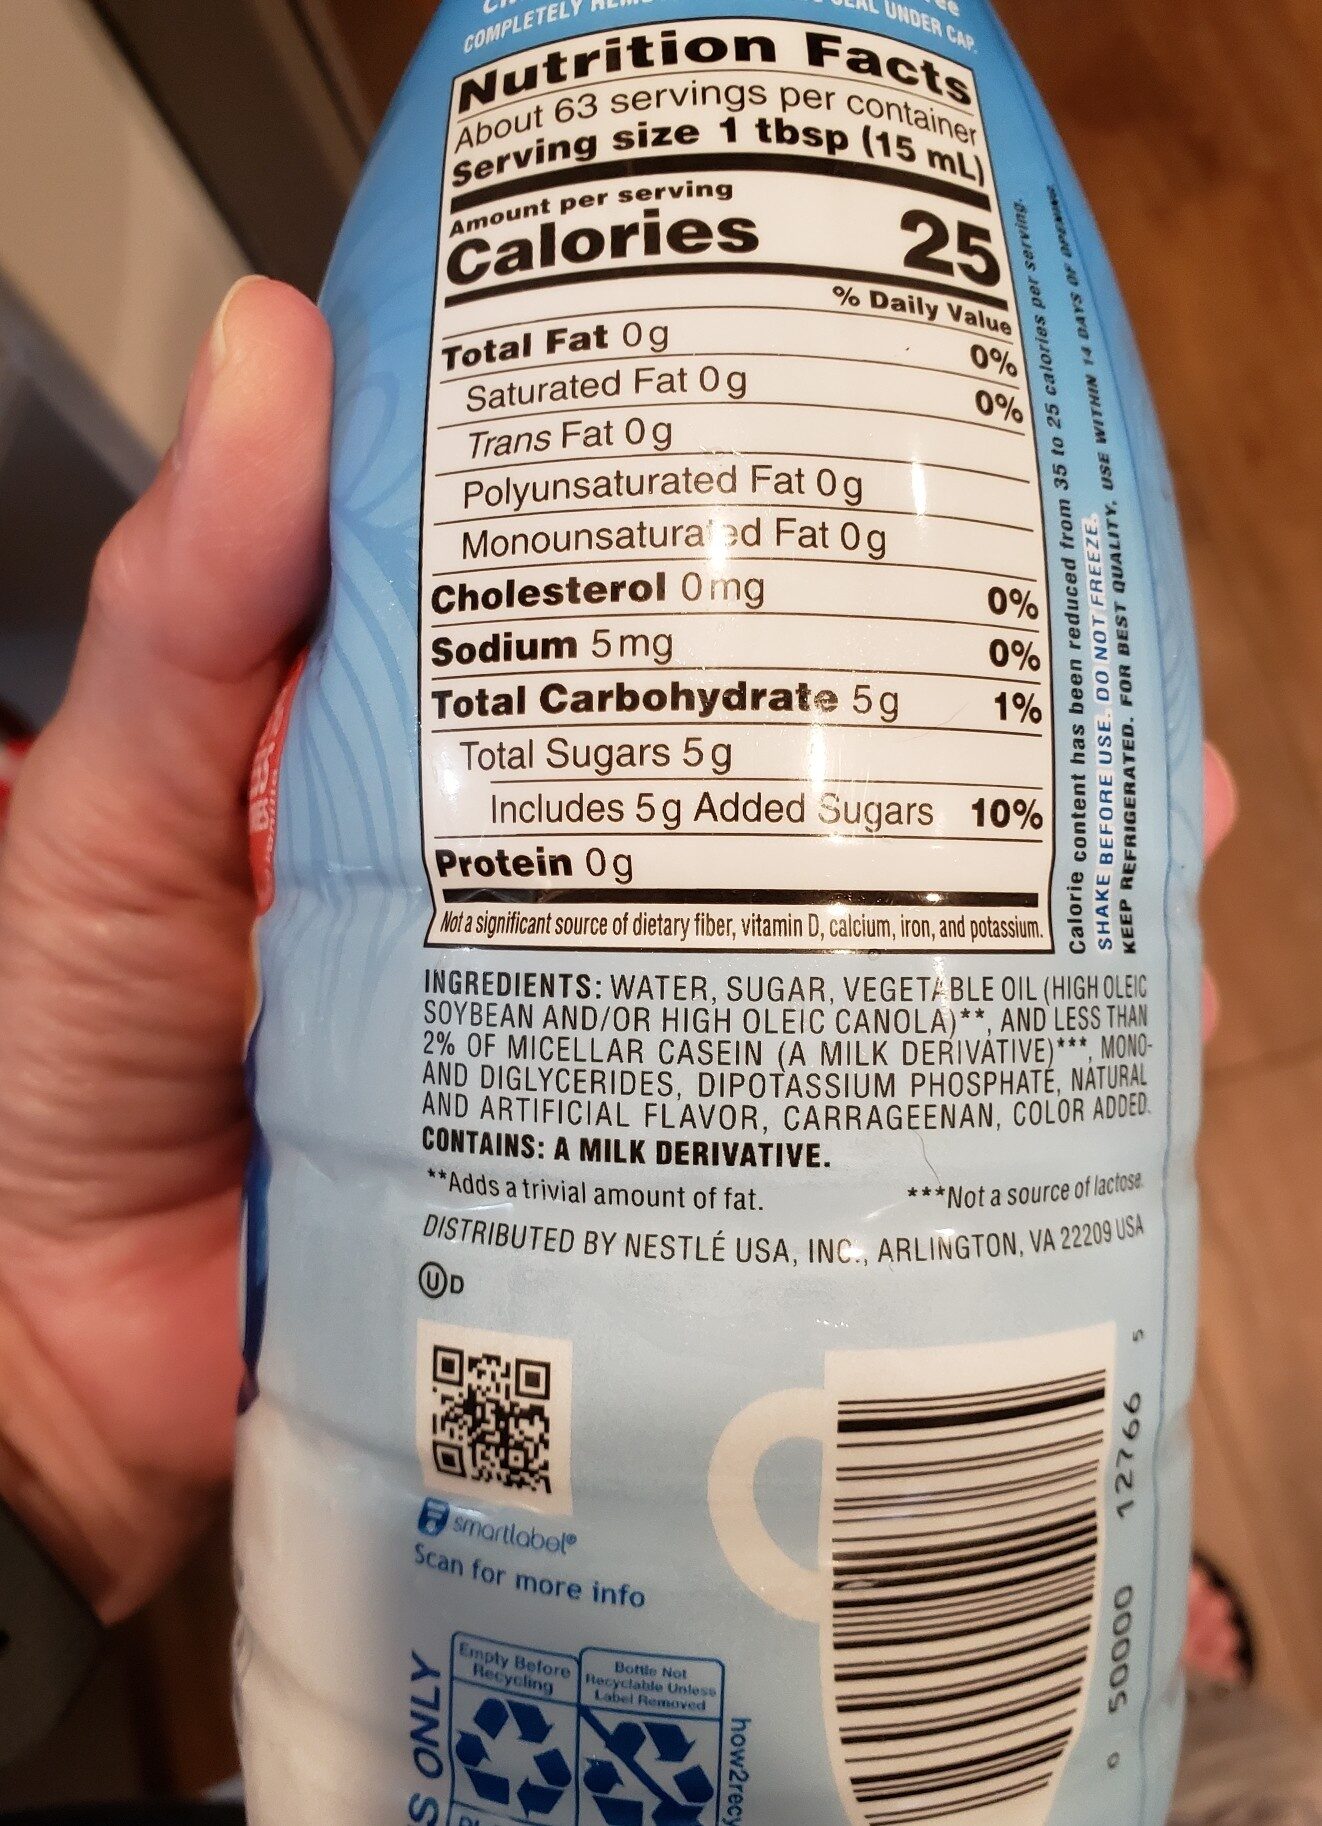 COMPLETELY
UNDER CAP.
Nutrition Facts
About 63 servings per container
Serving size 1 tbsp (15 mL)
Amount per serving
Calories 25
% Daily Value
Total Fat 0g 0%
Saturated Fat 0g 0%
Trans Fat 0g
Polyunsaturated Fat 0g
Monounsaturated Fat 0g
Cholesterol 0mg 0%
Sodium 5mg 0%
Total Carbohydrate 5g 1%
Total Sugars 5g
Includes 5g Added Sugars 10%
Protein 0g
Not a significant source of dietary fiber, vitamin D, calcium, iron, and potassium.
Calorie content has been reduced from 35 to 25 calories per serving.
SHAKE BEFORE USE. DO NOT FREEZE.
KEEP REFRIGERATED. FOR BEST QUALITY, USE WITHIN 14 DAYS OF OPENING.
INGREDIENTS: WATER, SUGAR, VEGETABLE OIL (HIGH OLEIC
SOYBEAN AND/OR HIGH OLEIC CANOLA)**, AND LESS THAN
2% OF MICELLAR CASEIN (A MILK DERIVATIVE)***, MONO-
AND DIGLYCERIDES, DIPOTASSIUM PHOSPHATE, NATURAL
AND ARTIFICIAL FLAVOR, CARRAGEENAN, COLOR ADDED.
CONTAINS: A MILK DERIVATIVE.
**Adds a trivial amount of fat. ***Not a source of lactose.
DISTRIBUTED BY NESTLÉ USA, INC., ARLINGTON, VA 22209 USA
U D
smartlabel®
Scan for more info
0 50000 12766 5
ONLY
Empty Before
Recycling
Bottle Not
Recyclable Unless
Label Removed